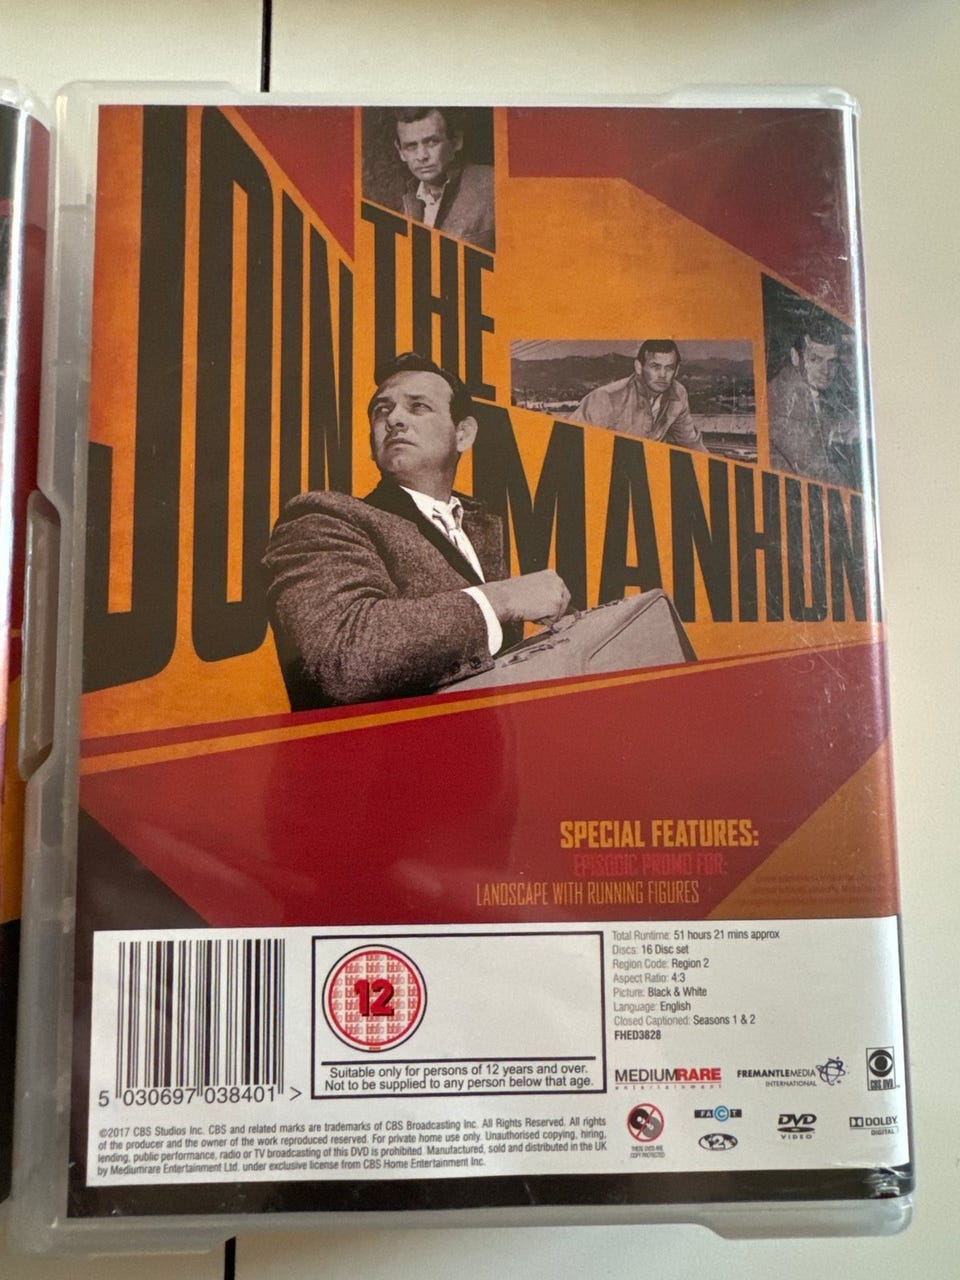 JOIN
THE
MANHUN
SPECIAL FEATURES:
EPISODIC PROMO FOR:
LANDSCAPE WITH RUNNING FIGURES
5 030697 038401 >
12
Suitable only for persons of 12 years and over.
Not to be supplied to any person below that age.
Total Runtime: 51 hours 21 mins approx
Discs: 16 Disc set
Region Code: Region 2
Aspect Ratio: 4:3
Picture: Black & White
Language: English
Closed Captioned: Seasons 1 & 2
FHED3828
MEDIUMRARE
entertainment
FREMANTLEMEDIA
INTERNATIONAL
CBS DVD
©2017 CBS Studios Inc. CBS and related marks are trademarks of CBS Broadcasting Inc. All Rights Reserved. All rights
of the producer and the owner of the work reproduced reserved. For private home use only. Unauthorised copying, hiring,
lending, public performance, radio or TV broadcasting of this DVD is prohibited. Manufactured, sold and distributed in the UK
by Mediumrare Entertainment Ltd. under exclusive license from CBS Home Entertainment Inc.
THESE DISCS ARE
COPY PROTECTED
FACT
2
DVD
VIDEO
DOLBY
DIGITAL